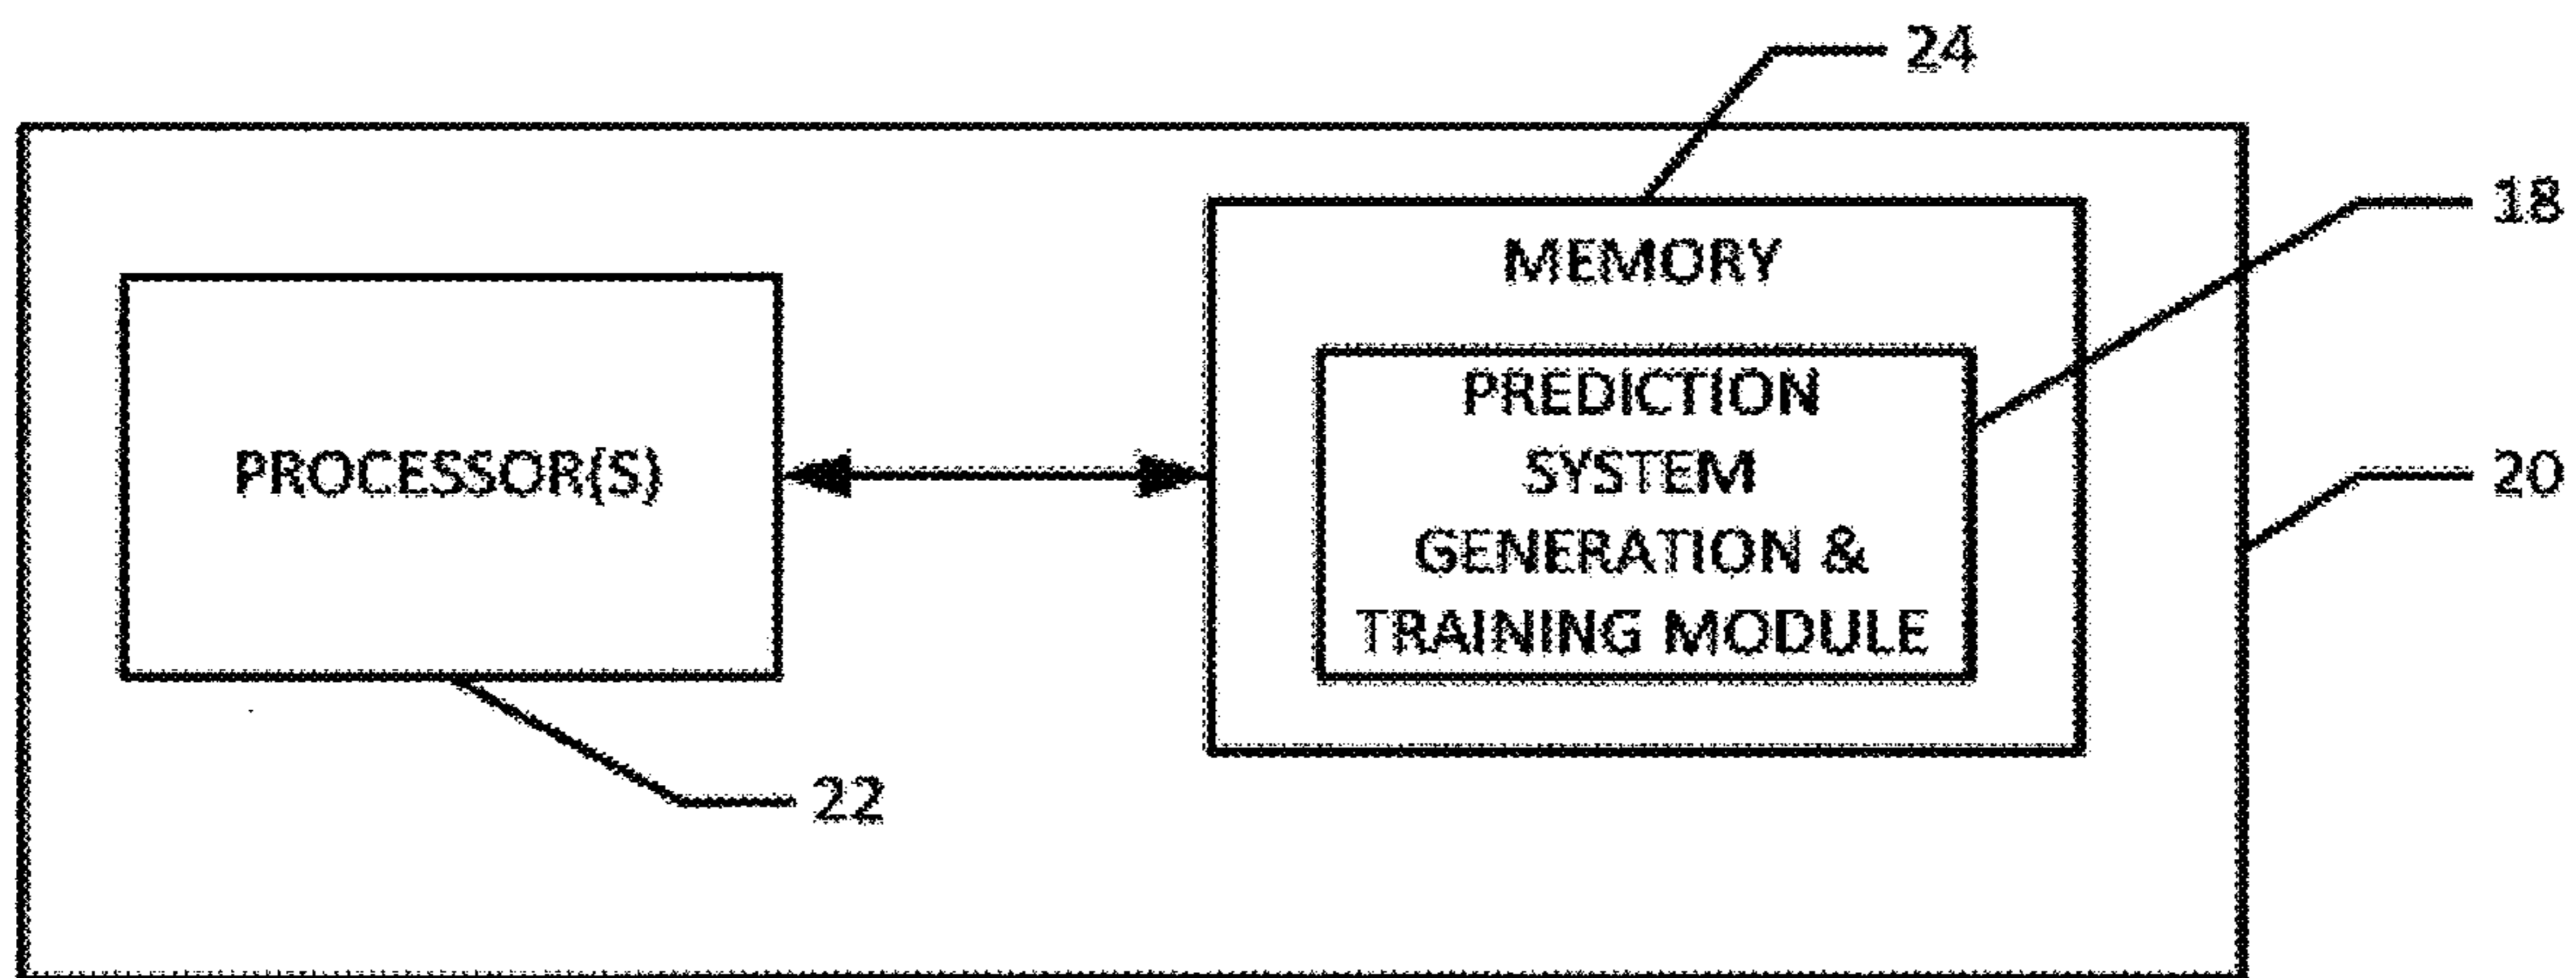 24
MEMORY
18
PREDICTION
SYSTEM
GENERATION &
TRAINING MODULE
PROCESSOR(S)
20
22